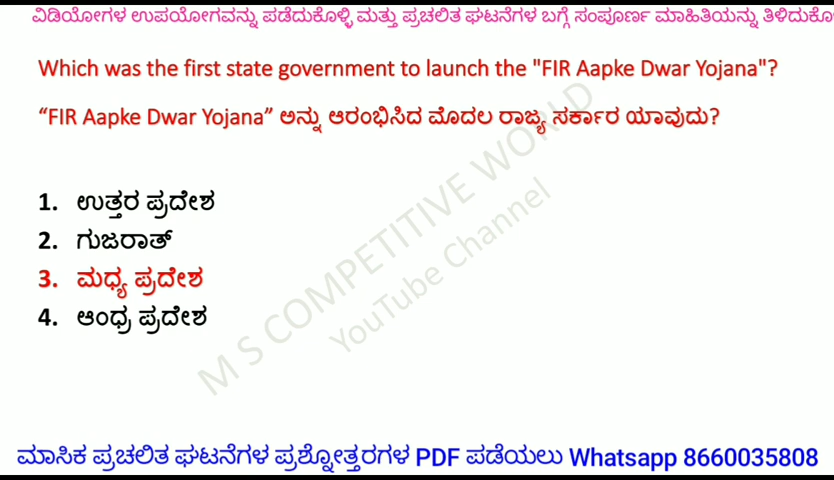 ವಿಡಿಯೋಗಳ ಉಪಯೋಗವನ್ನು ಪಡೆದುಕೊಳ್ಳಿ ಮತ್ತು ಪ್ರಚಲಿತ ಘಟನೆಗಳ ಬಗ್ಗೆ ಸಂಪೂರ್ಣ ಮಾಹಿತಿಯನ್ನು
Which was the first state government to launch the "FIR Aapke Dwar Yojana"?
“FIR Aapke Dwar Yojana” ಅನ್ನು ಆರಂಭಿಸಿದ ಮೊದಲ ರಾಜ್ಯ ಸರ್ಕಾರ ಯಾವುದು?
1. ಉತ್ತರ ಪ್ರದೇಶ
2. ಗುಜರಾತ್
3. ಮಧ್ಯ ಪ್ರದೇಶ
4. ಆಂಧ್ರ ಪ್ರದೇಶ
M S COMPETITIVE WORLD
YouTube Channel
ಮಾಸಿಕ ಪ್ರಚಲಿತ ಘಟನೆಗಳ ಪ್ರಶ್ನೋತ್ತರಗಳ PDF ಪಡೆಯಲು Whatsapp 8660035808